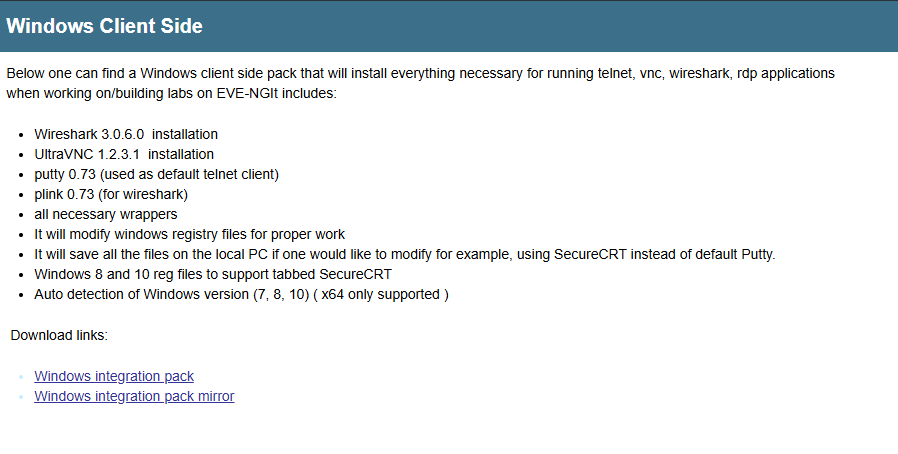 Windows Client Side
Below one can find a Windows client side pack that will install everything necessary for running telnet, vnc, wireshark, rdp applications
when working on/building labs on EVE-NGIt includes:
• Wireshark 3.0.6.0  installation
• UltraVNC 1.2.3.1  installation
• putty 0.73 (used as default telnet client)
• plink 0.73 (for wireshark)
• all necessary wrappers
• It will modify windows registry files for proper work
• It will save all the files on the local PC if one would like to modify for example, using SecureCRT instead of default Putty.
• Windows 8 and 10 reg files to support tabbed SecureCRT
• Auto detection of Windows version (7, 8, 10) ( x64 only supported )
Download links:
• Windows integration pack
• Windows integration pack mirror